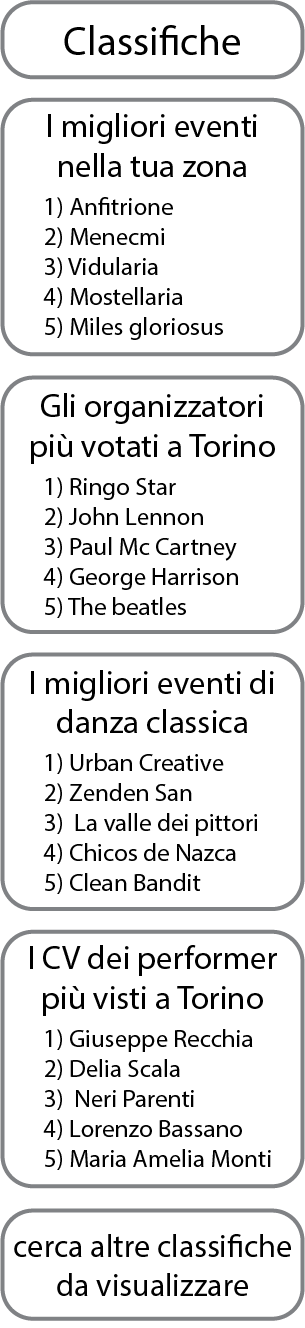 Classifiche
I migliori eventi
nella tua zona
1) Anfitrione
2) Menecmi
3) Vidularia
4) Mostellaria
5) Miles gloriosus
Gli organizzatori
più votati a Torino
1) Ringo Star
2) John Lennon
3) Paul Mc Cartney
4) George Harrison
5) The beatles
I migliori eventi di
danza classica
1) Urban Creative
2) Zenden San
3) La valle dei pittori
4) Chicos de Nazca
5) Clean Bandit
I CV dei performer
più visti a Torino
1) Giuseppe Recchia
2) Delia Scala
3) Neri Parenti
4) Lorenzo Bassano
5) Maria Amelia Monti
cerca altre classifiche
da visualizzare